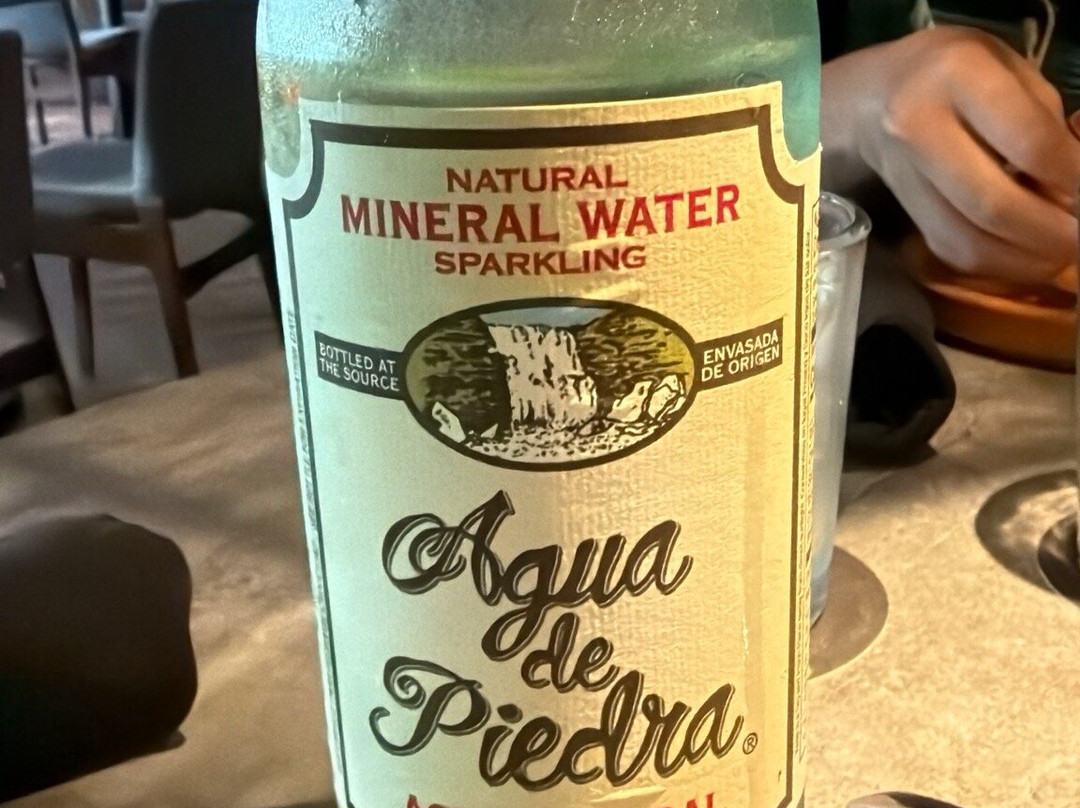 NATURAL
MINERAL WATER
SPARKLING
BOTTLED AT
THE SOURCE
ENVASADA
DE ORIGEN
Agua
de
Piedra®